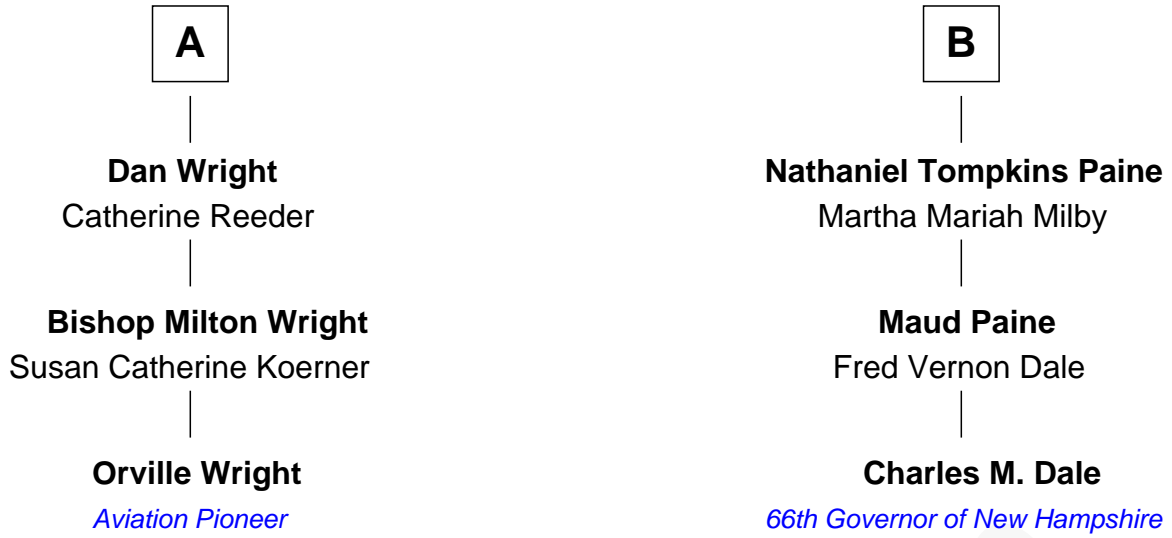 A
Dan Wright
Catherine Reeder
Bishop Milton Wright
Susan Catherine Koerner
Orville Wright
Aviation Pioneer
B
Nathaniel Tompkins Paine
Martha Mariah Milby
Maud Paine
Fred Vernon Dale
Charles M. Dale
66th Governor of New Hampshire